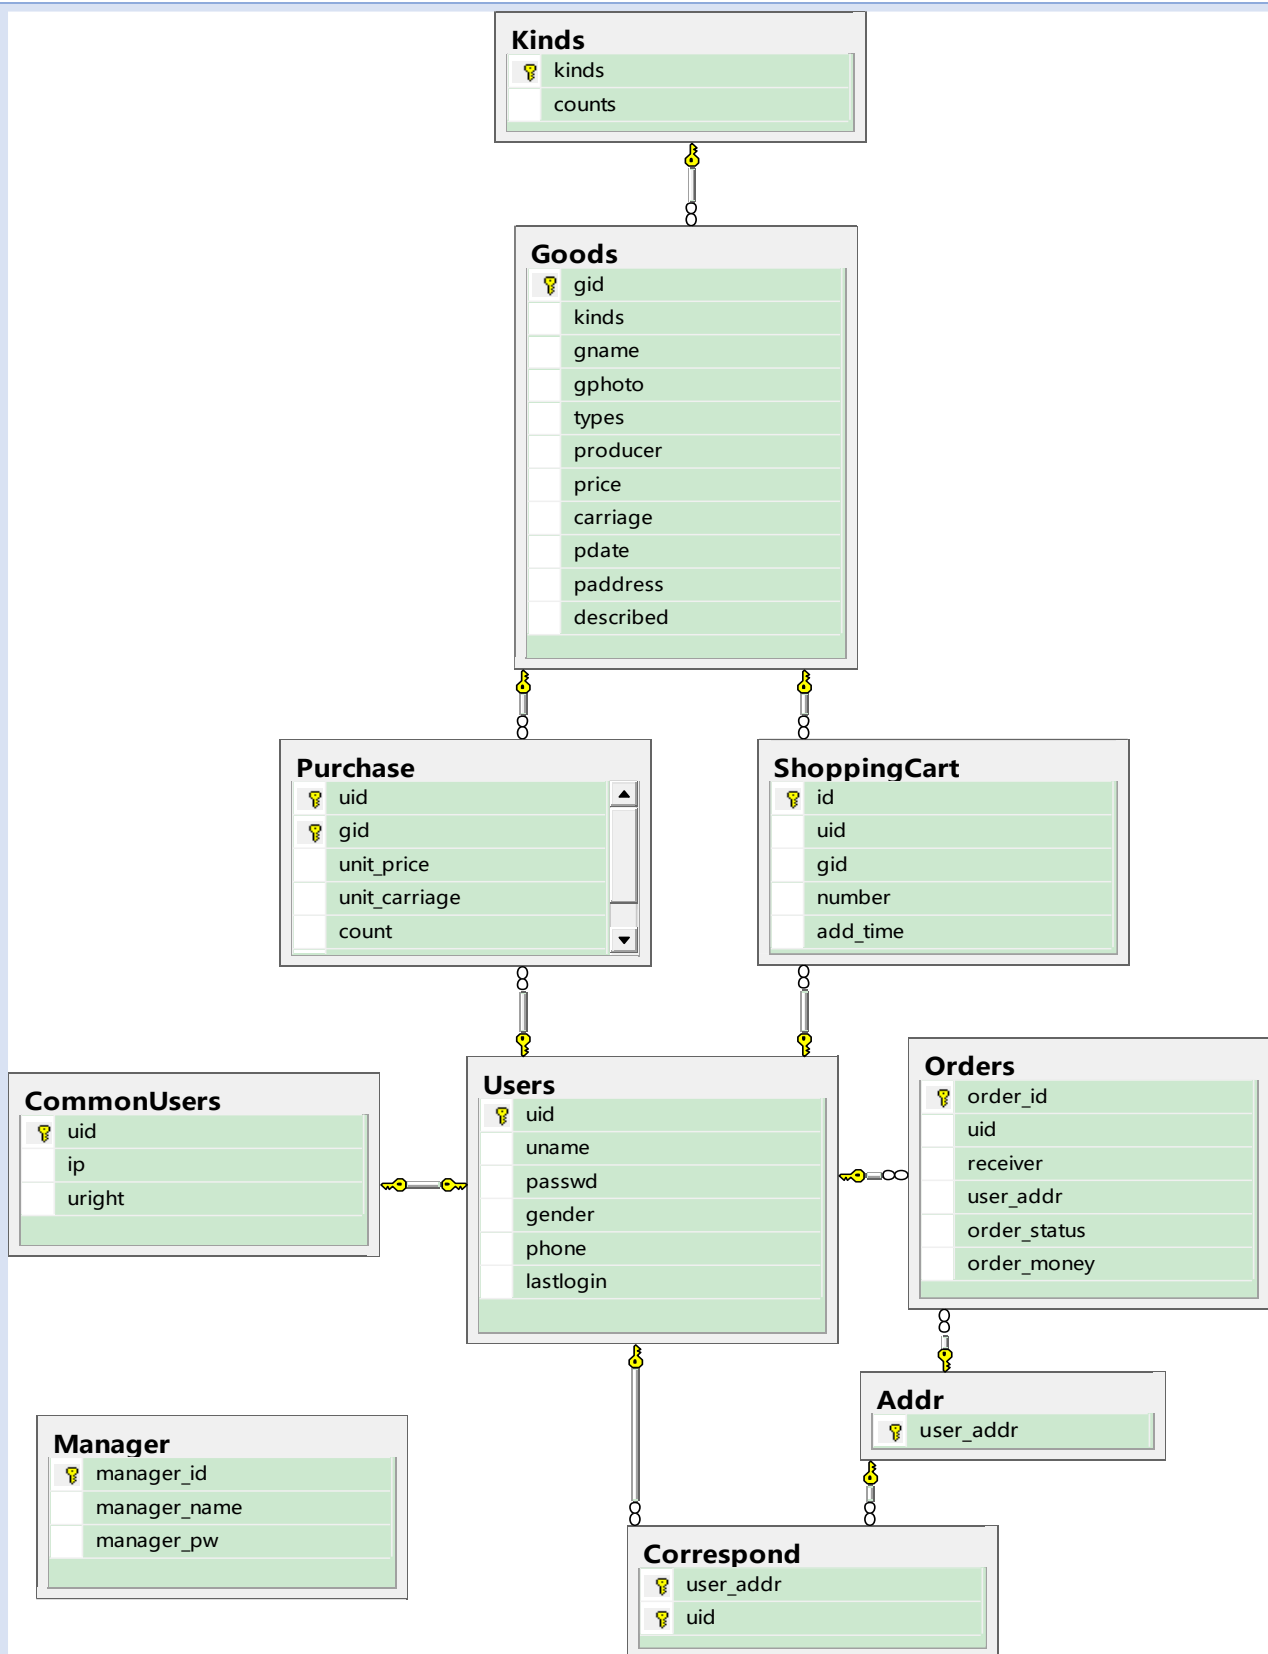 Kinds
kinds
counts
Goods
gid
kinds
gname
gphoto
types
producer
price
carriage
pdate
paddress
described
Purchase
uid
gid
unit_price
unit_carriage
count
ShoppingCart
id
uid
gid
number
add_time
CommonUsers
uid
ip
uright
Users
uid
uname
passwd
gender
phone
lastlogin
Orders
order_id
uid
receiver
user_addr
order_status
order_money
Addr
user_addr
Manager
manager_id
manager_name
manager_pw
Correspond
user_addr
uid